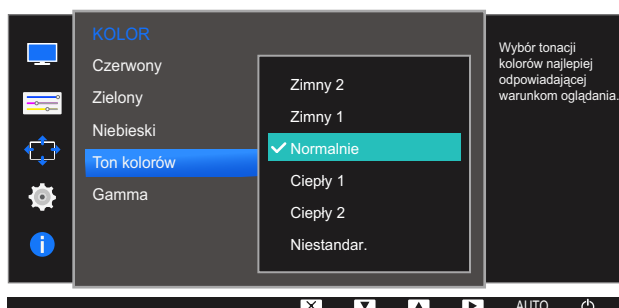 KOLOR
Czerwony
Zielony
Niebieski
Ton kolorów
Gamma
Zimny 2
Zimny 1
Normalnie
Ciepły 1
Ciepły 2
Niestandar.
Wybór tonacji
kolorów najlepiej
odpowiadającej
warunkom oglądania.
AUTO